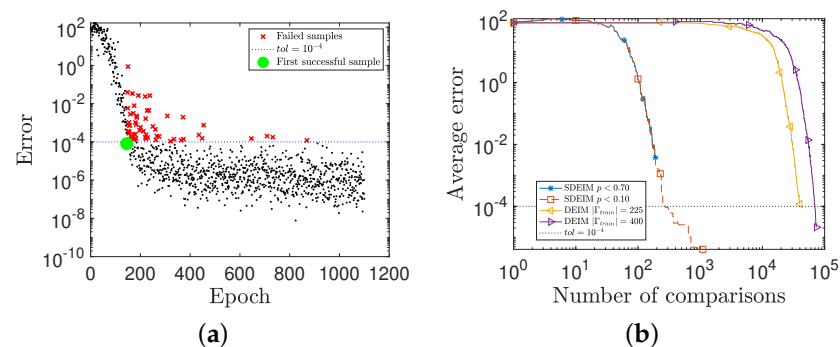 10^2
10^0
10^-2
10^-4
10^-6
10^-8
10^-10
Error
0 200 400 600 800 1000 1200
Epoch
Failed samples
tol = 10^-4
First successful sample
(a)
10^2
10^0
10^-2
10^-4
Average error
10^0 10^1 10^2 10^3 10^4 10^5
Number of comparisons
SDEIM p < 0.70
SDEIM p < 0.10
DEIM |Γ_train| = 225
DEIM |Γ_train| = 400
tol = 10^-4
(b)